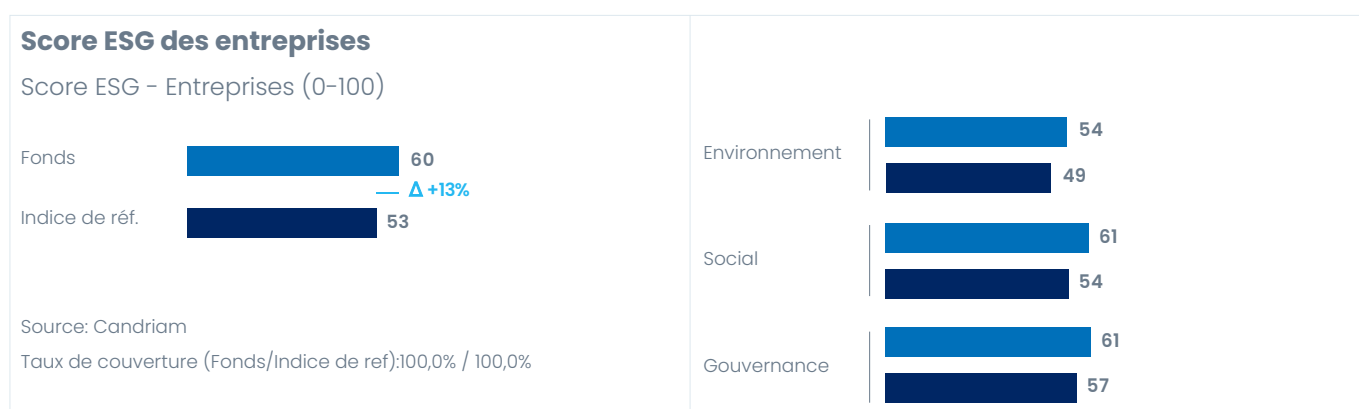 Score ESG des entreprises
Score ESG - Entreprises (0-100)
Fonds
60
Δ +13%
Indice de réf.
53
Source: Candriam
Taux de couverture (Fonds/Indice de ref):100,0% / 100,0%
Environnement
54
49
Social
61
54
Gouvernance
61
57